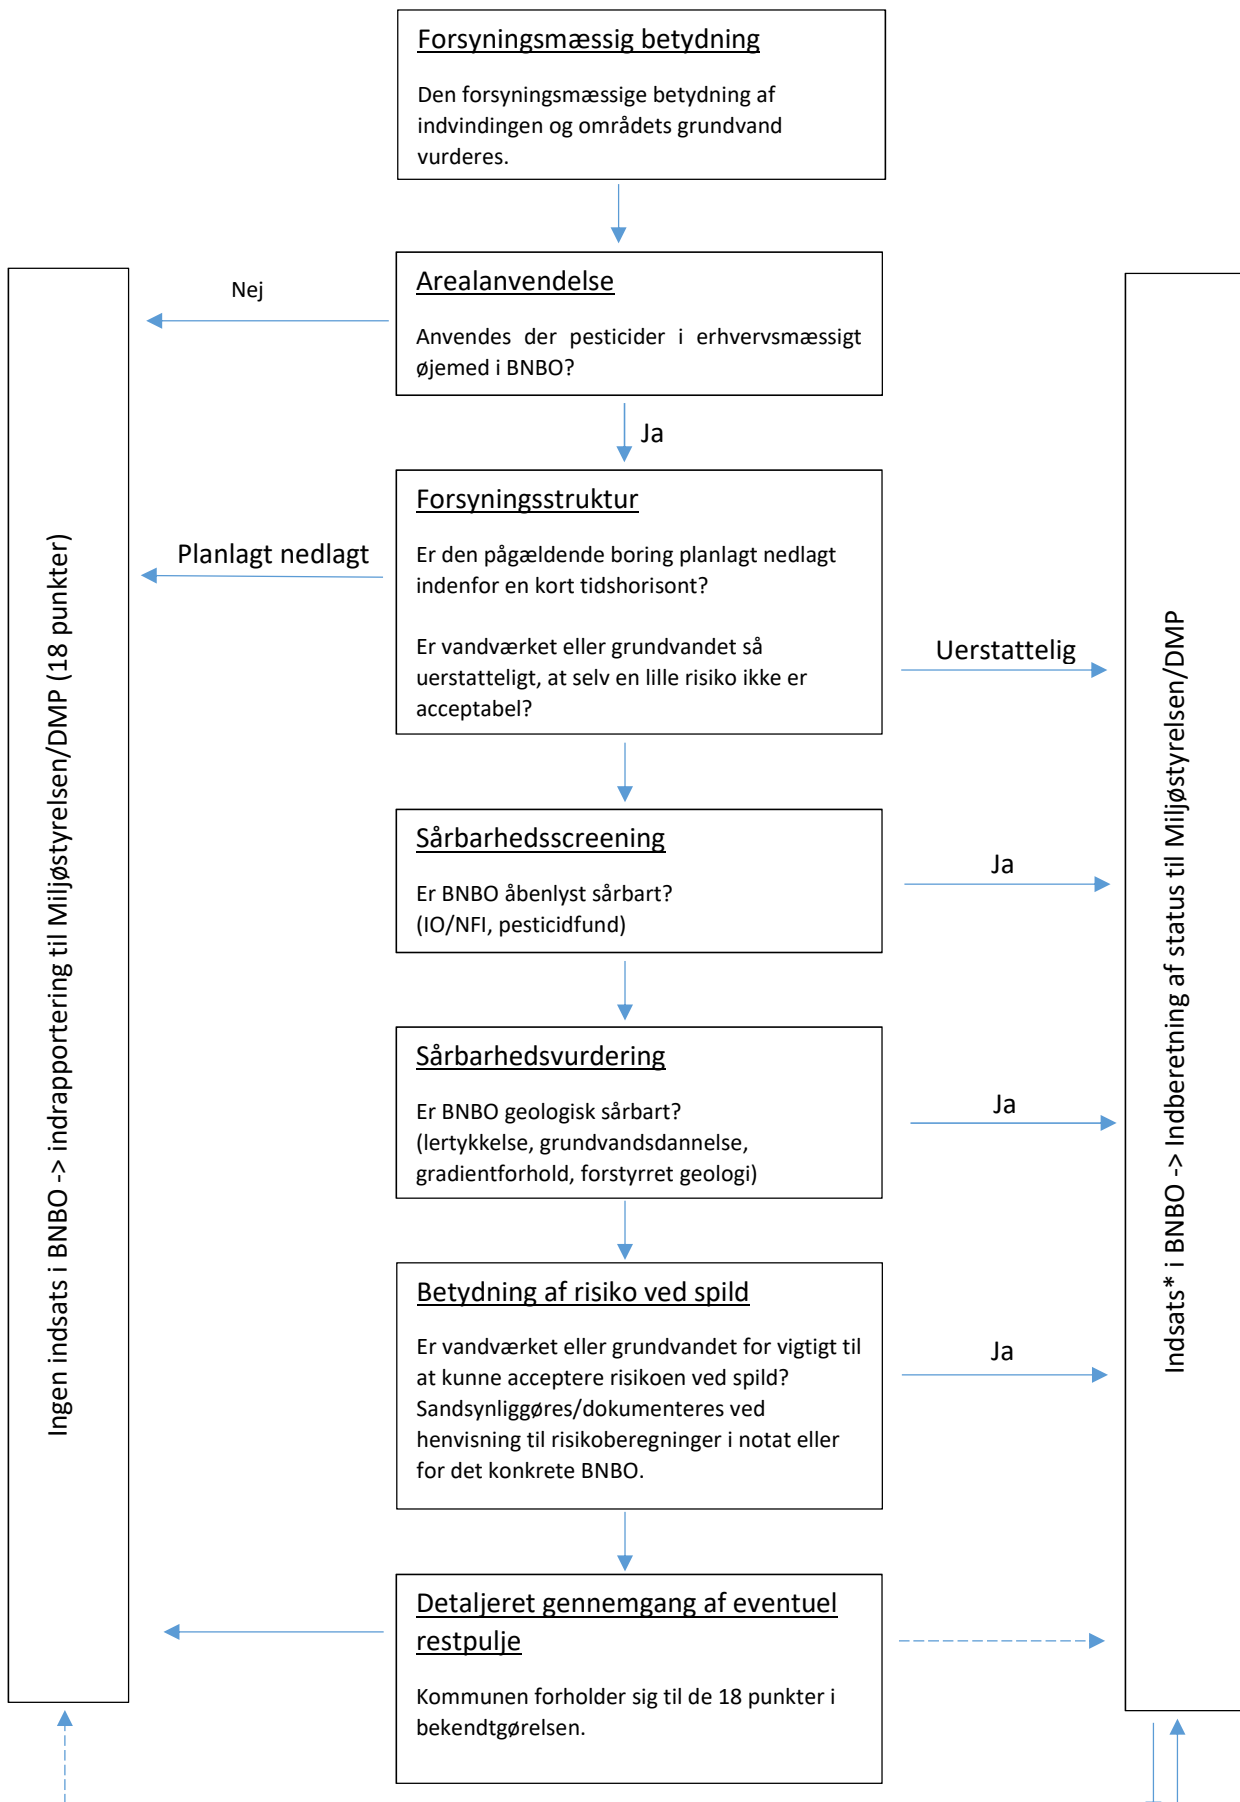 Forsyningsmæssig betydning
Den forsyningsmæssige betydning af
indvindingen og områdets grundvand
vurderes.
Arealanvendelse
Anvendes der pesticider i erhvervsmæssigt
øjemed i BNBO?
Nej
Ja
Forsyningsstruktur
Er den pågældende boring planlagt nedlagt
indenfor en kort tidshorisont?
Er vandværket eller grundvandet så
uerstatteligt, at selv en lille risiko ikke er
acceptabel?
Planlagt nedlagt
Uerstattelig
Sårbarhedsscreening
Er BNBO åbenlyst sårbart?
(IO/NFI, pesticidfund)
Ja
Sårbarhedsvurdering
Er BNBO geologisk sårbart?
(lertykkelse, grundvandsdannelse,
gradientforhold, forstyrret geologi)
Ja
Betydning af risiko ved spild
Er vandværket eller grundvandet for vigtigt til
at kunne acceptere risikoen ved spild?
Sandsynliggøres/dokumenteres ved
henvisning til risikoberegninger i notat eller
for det konkrete BNBO.
Ja
Detaljeret gennemgang af eventuel
restpulje
Kommunen forholder sig til de 18 punkter i
bekendtgørelsen.
Ingen indsats i BNBO -> indrapportering til Miljøstyrelsen/DMP (18 punkter)
Indsats* i BNBO -> Indberetning af status til Miljøstyrelsen/DMP